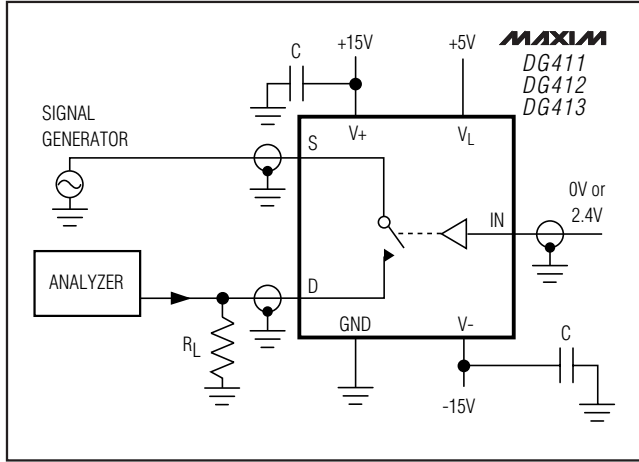 C
+15V
+5V
MAXIM
DG411
DG412
DG413
SIGNAL
GENERATOR
V+
VL
S
0V or
2.4V
IN
ANALYZER
D
RL
GND
V-
C
-15V